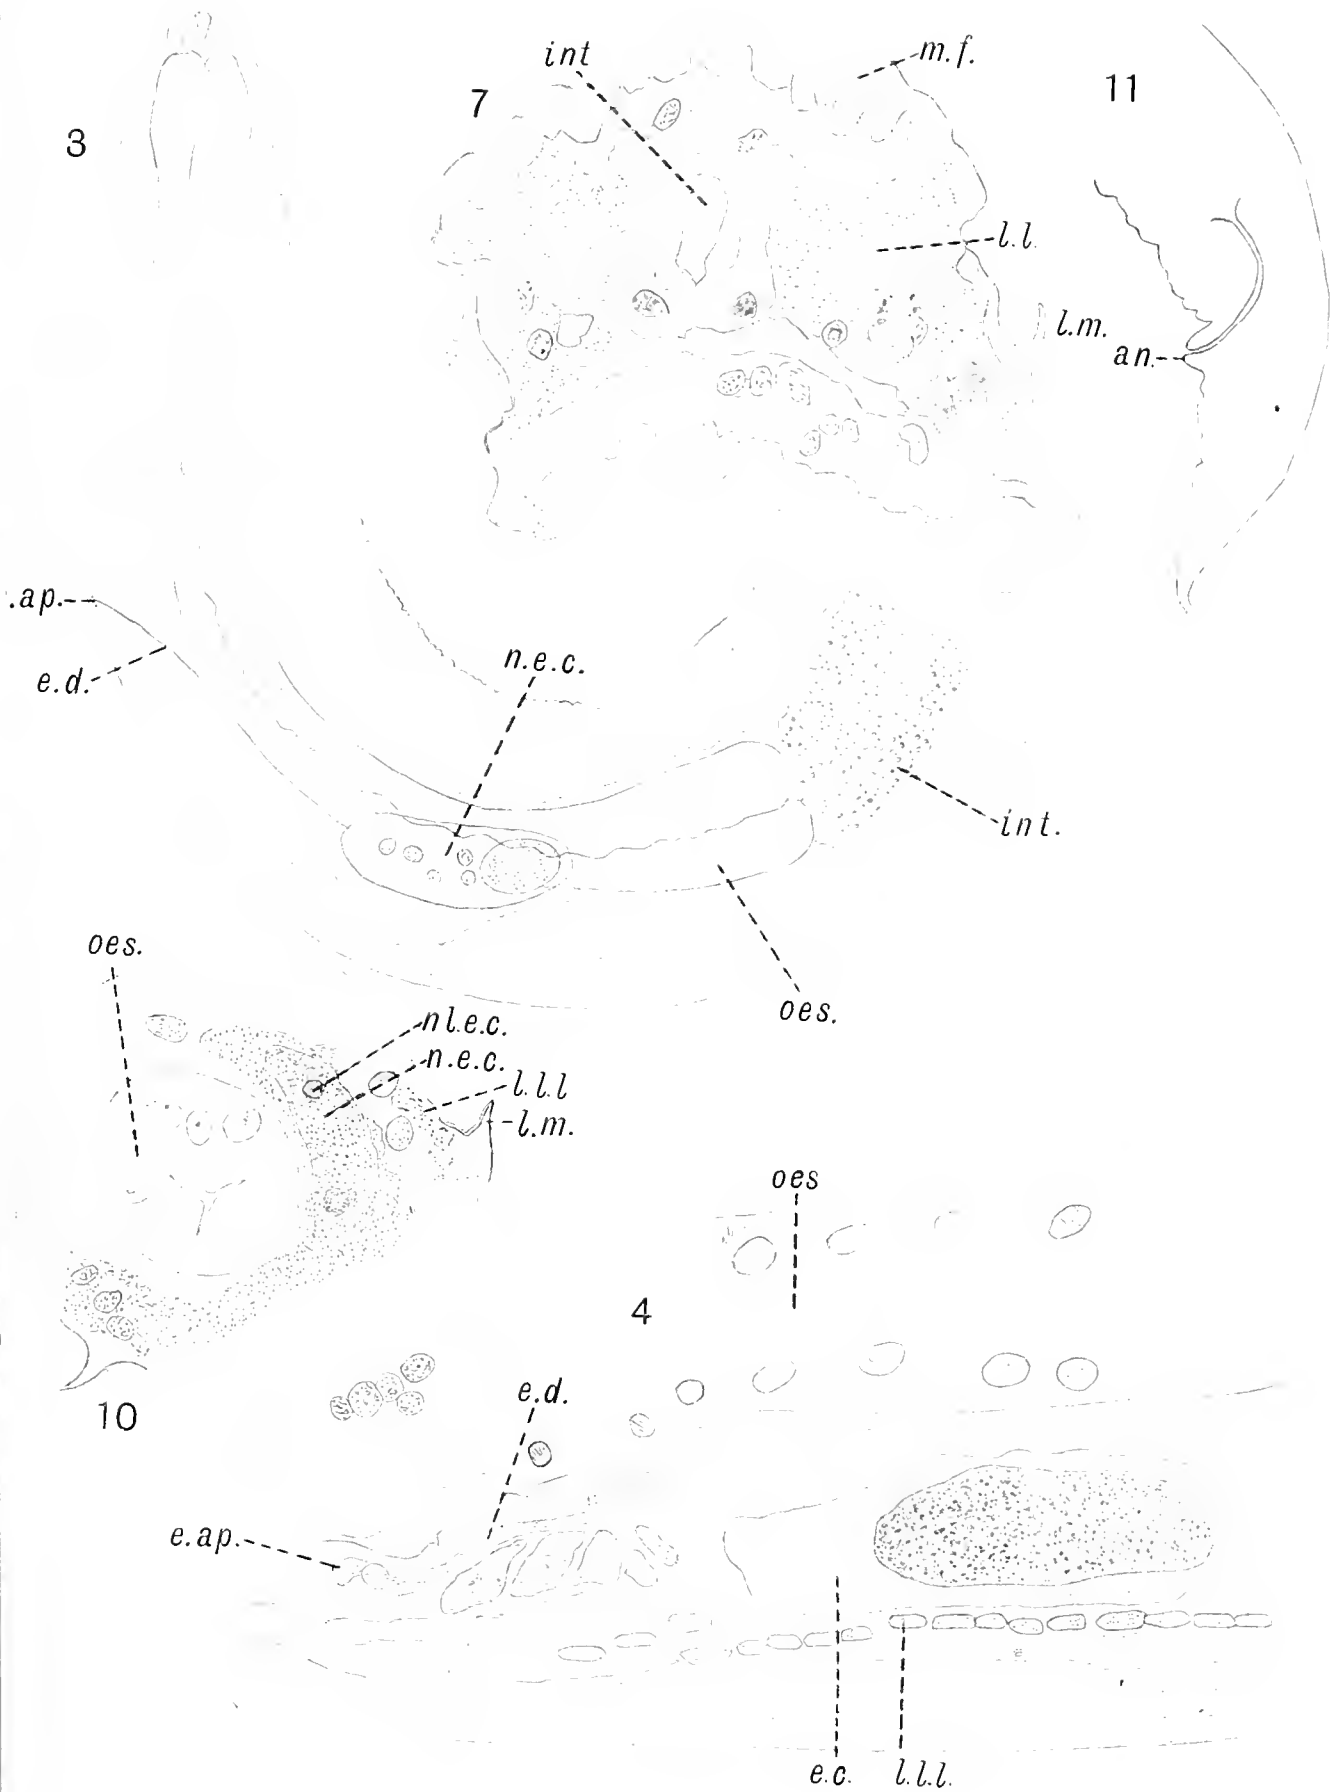 int
m.f.
7
11
3
l.l.
l.m.
an.
.ap.
e.d.
n.e.c.
int.
oes.
oes.
nl.e.c.
n.e.c.
l.l.l
l.m.
oes
4
e.d.
10
e.ap.
e.c.
l.l.l.